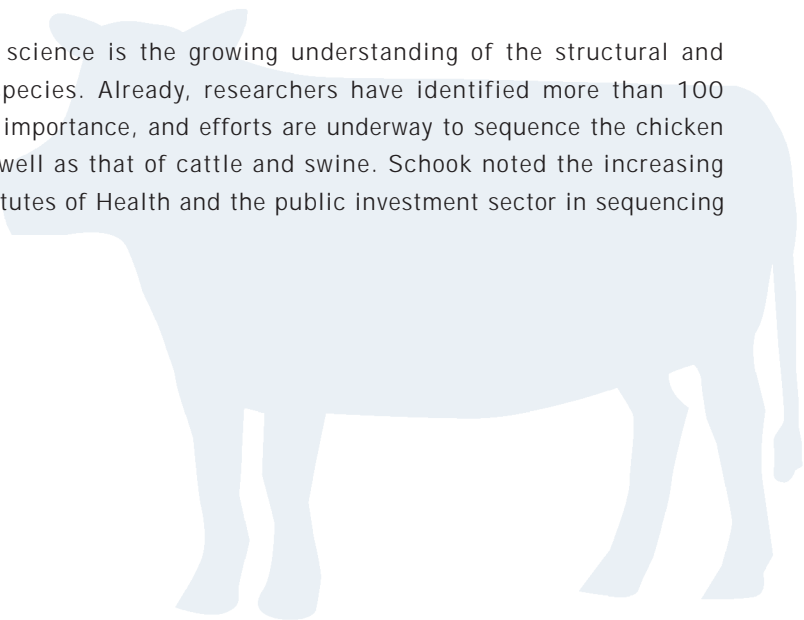 science is the growing understanding of the structural and
pecies. Already, researchers have identified more than 100
importance, and efforts are underway to sequence the chicken
well as that of cattle and swine. Schook noted the increasing
tutes of Health and the public investment sector in sequencing